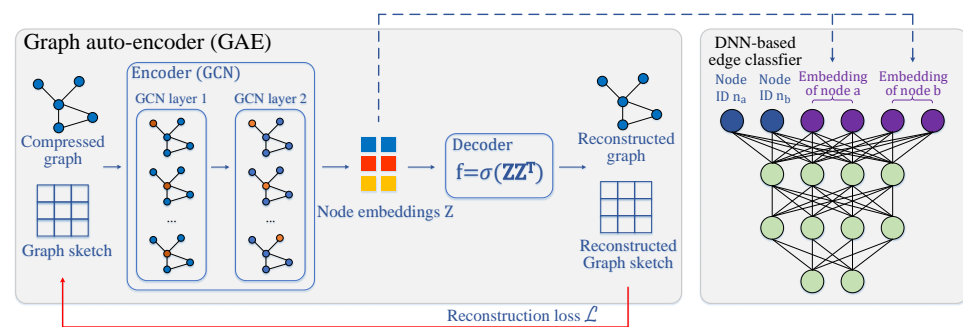 Graph auto-encoder (GAE)
Compressed
graph
Graph sketch
Encoder (GCN)
GCN layer 1
...
GCN layer 2
...
Node embeddings Z
Decoder
f=σ(ZZᵀ)
Reconstructed
graph
Reconstructed
Graph sketch
Reconstruction loss ℒ
DNN-based
edge classfier
Node
ID nₐ
Node
ID n_b
Embedding
of node a
Embedding
of node b